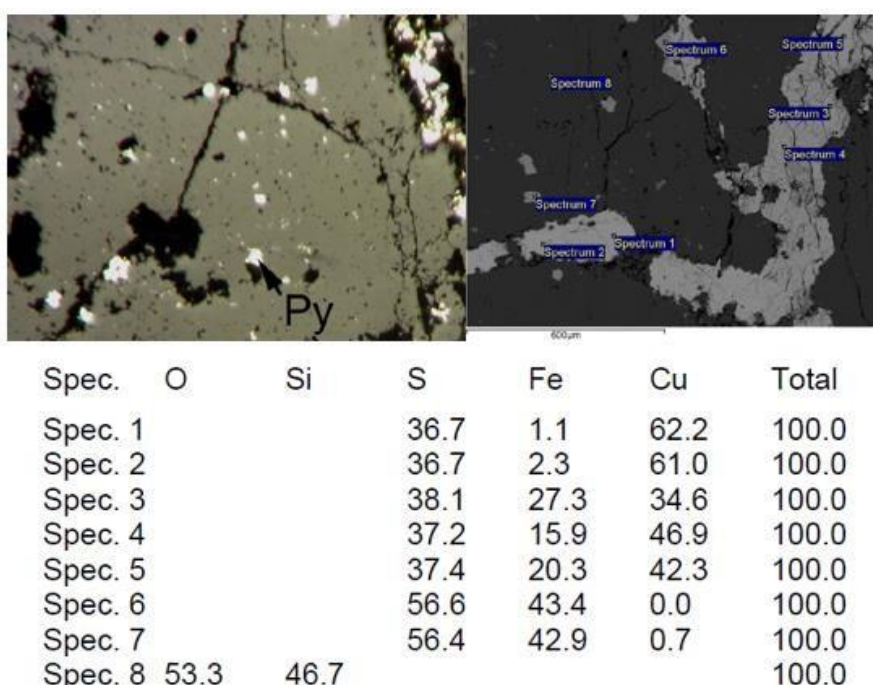 Py
Spectrum 6
Spectrum 5
Spectrum 8
Spectrum 3
Spectrum 4
Spectrum 7
Spectrum 1
Spectrum 2
600µm
Spec. O Si S Fe Cu Total
Spec. 1 36.7 1.1 62.2 100.0
Spec. 2 36.7 2.3 61.0 100.0
Spec. 3 38.1 27.3 34.6 100.0
Spec. 4 37.2 15.9 46.9 100.0
Spec. 5 37.4 20.3 42.3 100.0
Spec. 6 56.6 43.4 0.0 100.0
Spec. 7 56.4 42.9 0.7 100.0
Spec. 8 53.3 46.7 100.0